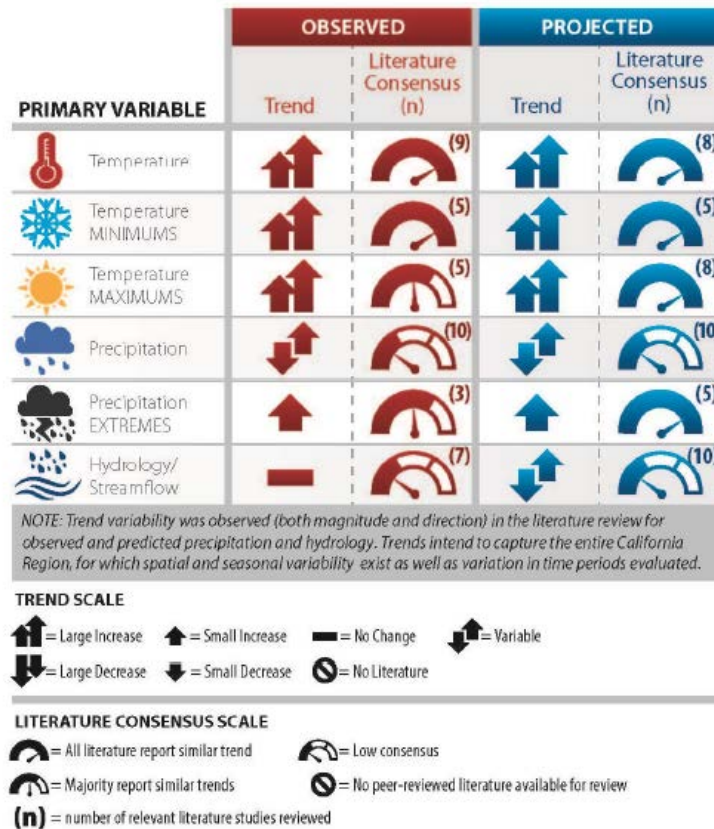 OBSERVED PROJECTED
PRIMARY VARIABLE Trend Literature Consensus (n) Trend Literature Consensus (n)
Temperature (9) (8)
Temperature MINIMUMS (5) (5)
Temperature MAXIMUMS (5) (8)
Precipitation (10) (10
Precipitation EXTREMES (3) (5)
Hydrology/ Streamflow (7) (10
NOTE: Trend variability was observed (both magnitude and direction) in the literature review for
observed and predicted precipitation and hydrology. Trends intend to capture the entire California
Region, for which spatial and seasonal variability exist as well as variation in time periods evaluated.
TREND SCALE
= Large Increase = Small Increase = No Change = Variable
= Large Decrease = Small Decrease = No Literature
LITERATURE CONSENSUS SCALE
= All literature report similar trend = Low consensus
= Majority report similar trends = No peer-reviewed literature available for review
(n) = number of relevant literature studies reviewed